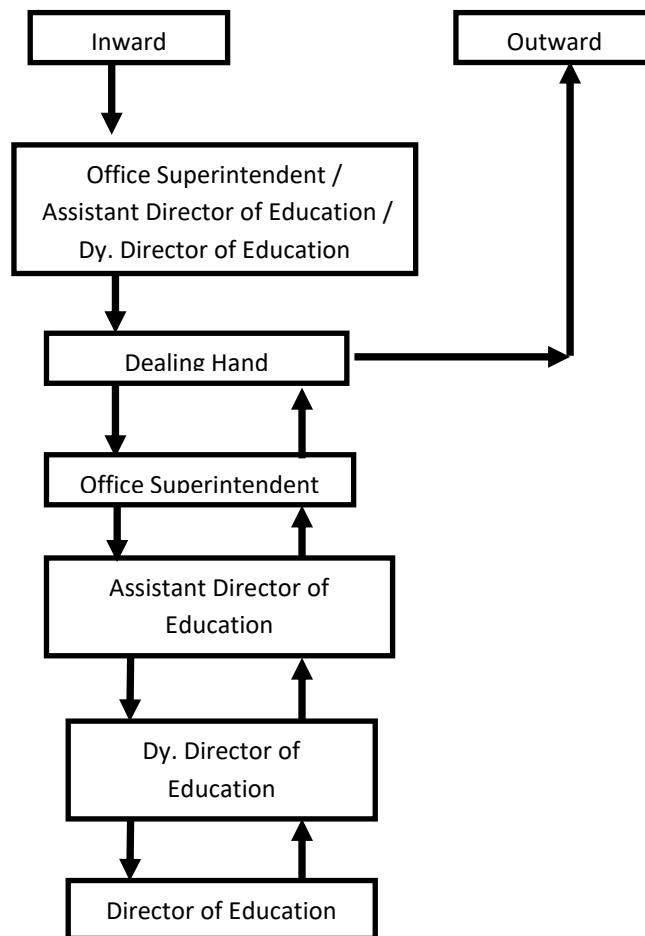 Inward
Outward
Office Superintendent /
Assistant Director of Education /
Dy. Director of Education
Dealing Hand
Office Superintendent
Assistant Director of
Education
Dy. Director of
Education
Director of Education